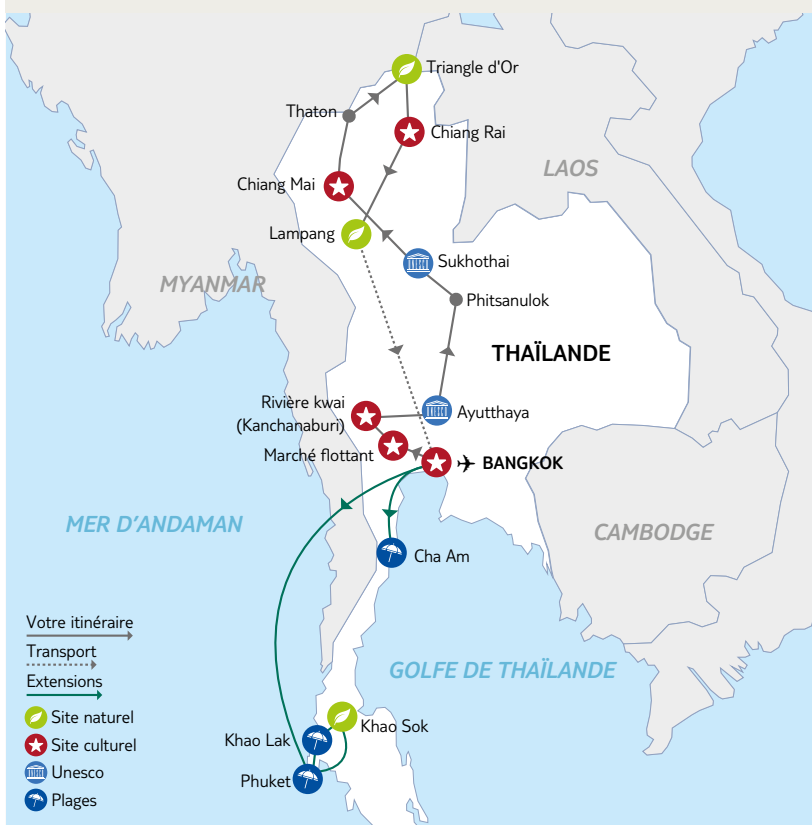 Triangle d'Or
Thaton
Chiang Rai
LAOS
Chiang Mai
Lampang
Sukhothai
MYANMAR
Phitsanulok
THAÏLANDE
Rivière kwai
(Kanchanaburi)
Ayutthaya
Marché flottant
BANGKOK
MER D'ANDAMAN
CAMBODGE
Cha Am
Votre itinéraire
Transport
GOLFE DE THAÏLANDE
Extensions
Site naturel
Khao Sok
Khao Lak
Site culturel
Unesco
Phuket
Plages